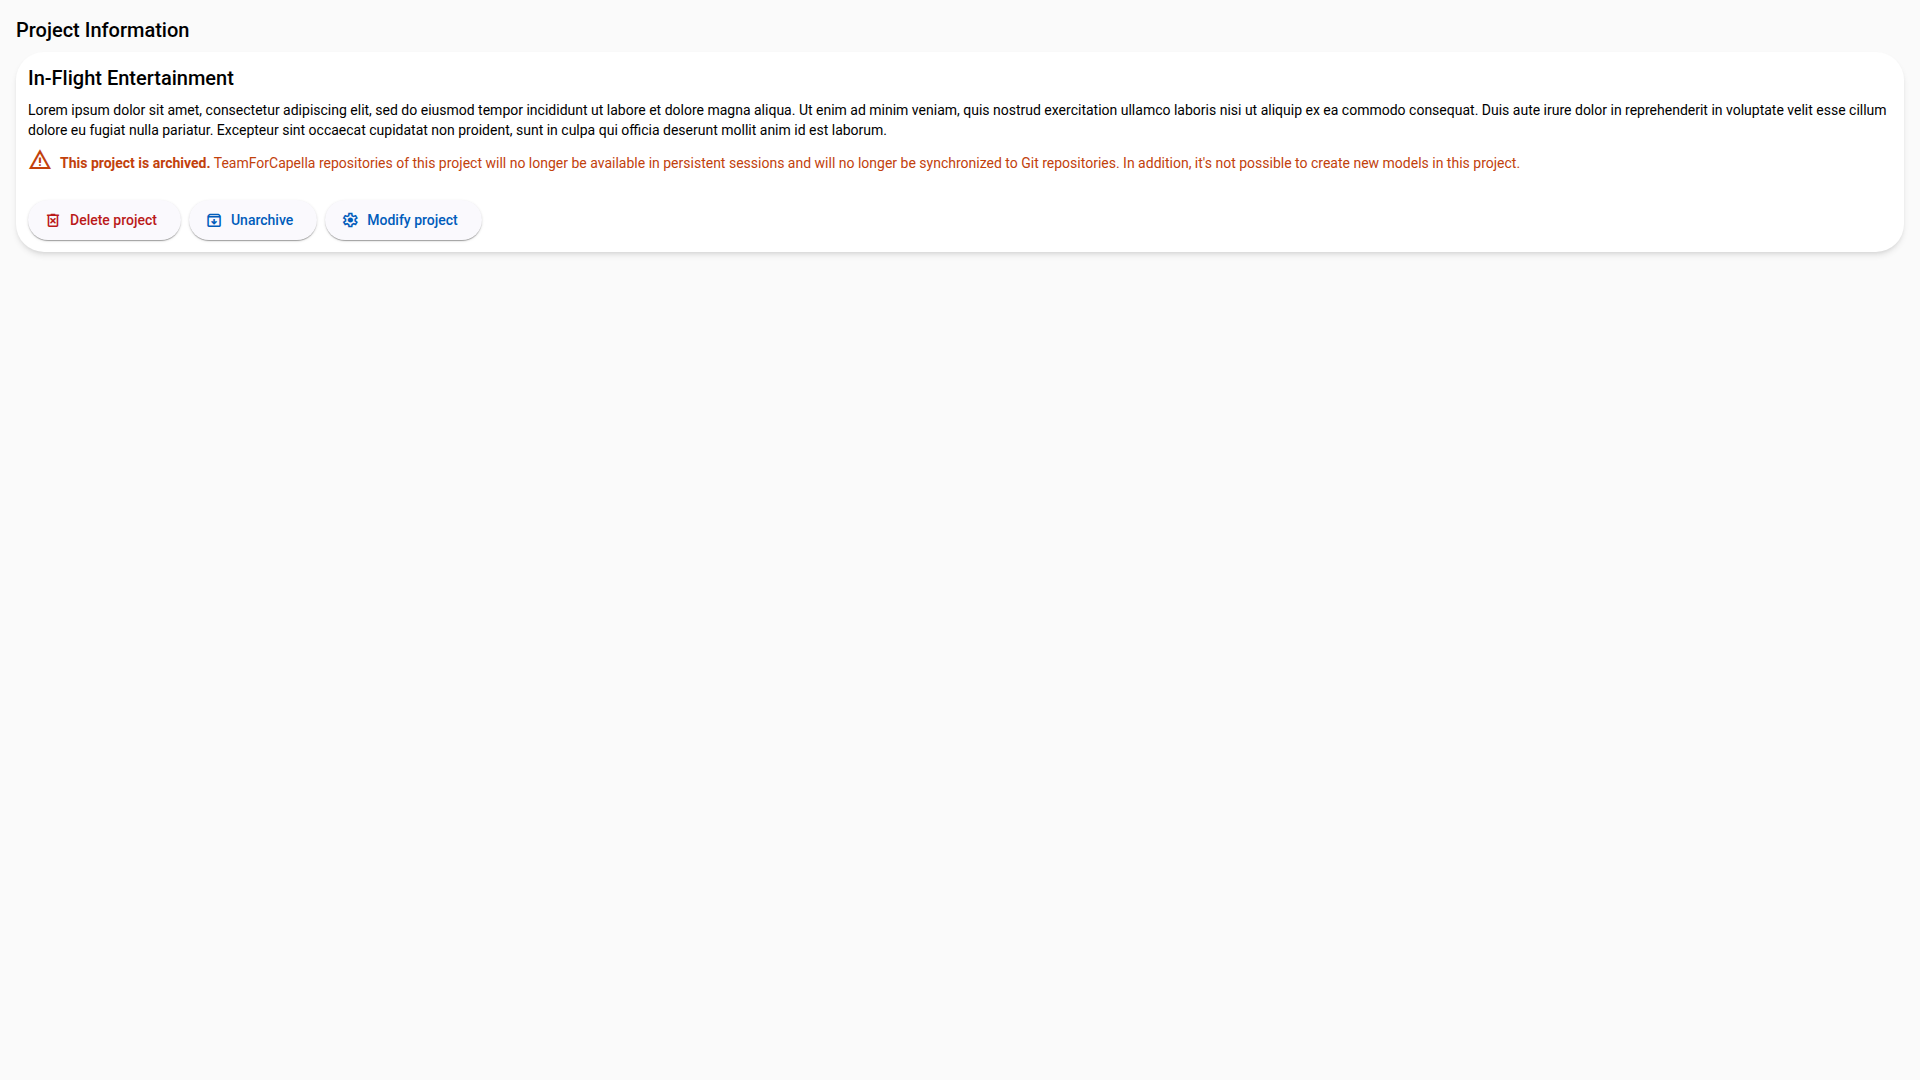 Project Information
In-Flight Entertainment
Lorem ipsum dolor sit amet, consectetur adipiscing elit, sed do eiusmod tempor incididunt ut labore et dolore magna aliqua. Ut enim ad minim veniam, quis nostrud exercitation ullamco laboris nisi ut aliquip ex ea commodo consequat. Duis aute irure dolor in reprehenderit in voluptate velit esse cillum
dolore eu fugiat nulla pariatur. Excepteur sint occaecat cupidatat non proident, sunt in culpa qui officia deserunt mollit anim id est laborum.
This project is archived. TeamForCapella repositories of this project will no longer be available in persistent sessions and will no longer be synchronized to Git repositories. In addition, it's not possible to create new models in this project.
Delete project Unarchive Modify project